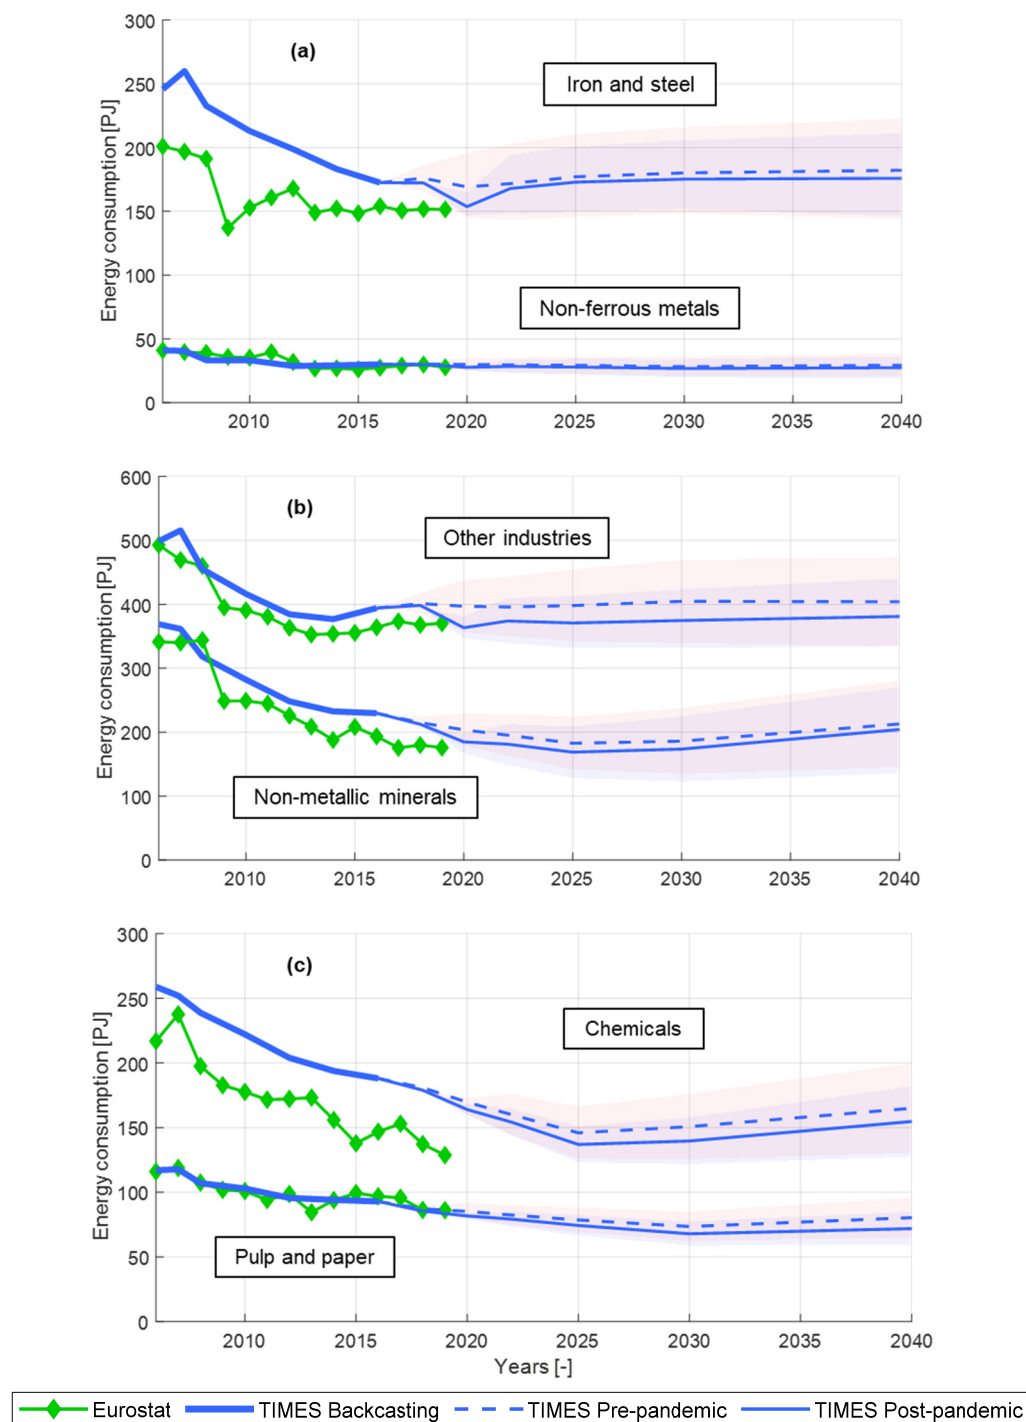 300
(a)
Iron and steel
250
200
150
100
Non-ferrous metals
50
0
Energy consumption [PJ]
2010 2015 2020 2025 2030 2035 2040
600
(b)
Other industries
500
400
300
200
Non-metallic minerals
100
0
Energy consumption [PJ]
2010 2015 2020 2025 2030 2035 2040
300
(c)
250
Chemicals
200
150
100
Pulp and paper
50
0
Energy consumption [PJ]
2010 2015 2020 2025 2030 2035 2040
Years [-]
Eurostat TIMES Backcasting TIMES Pre-pandemic TIMES Post-pandemic